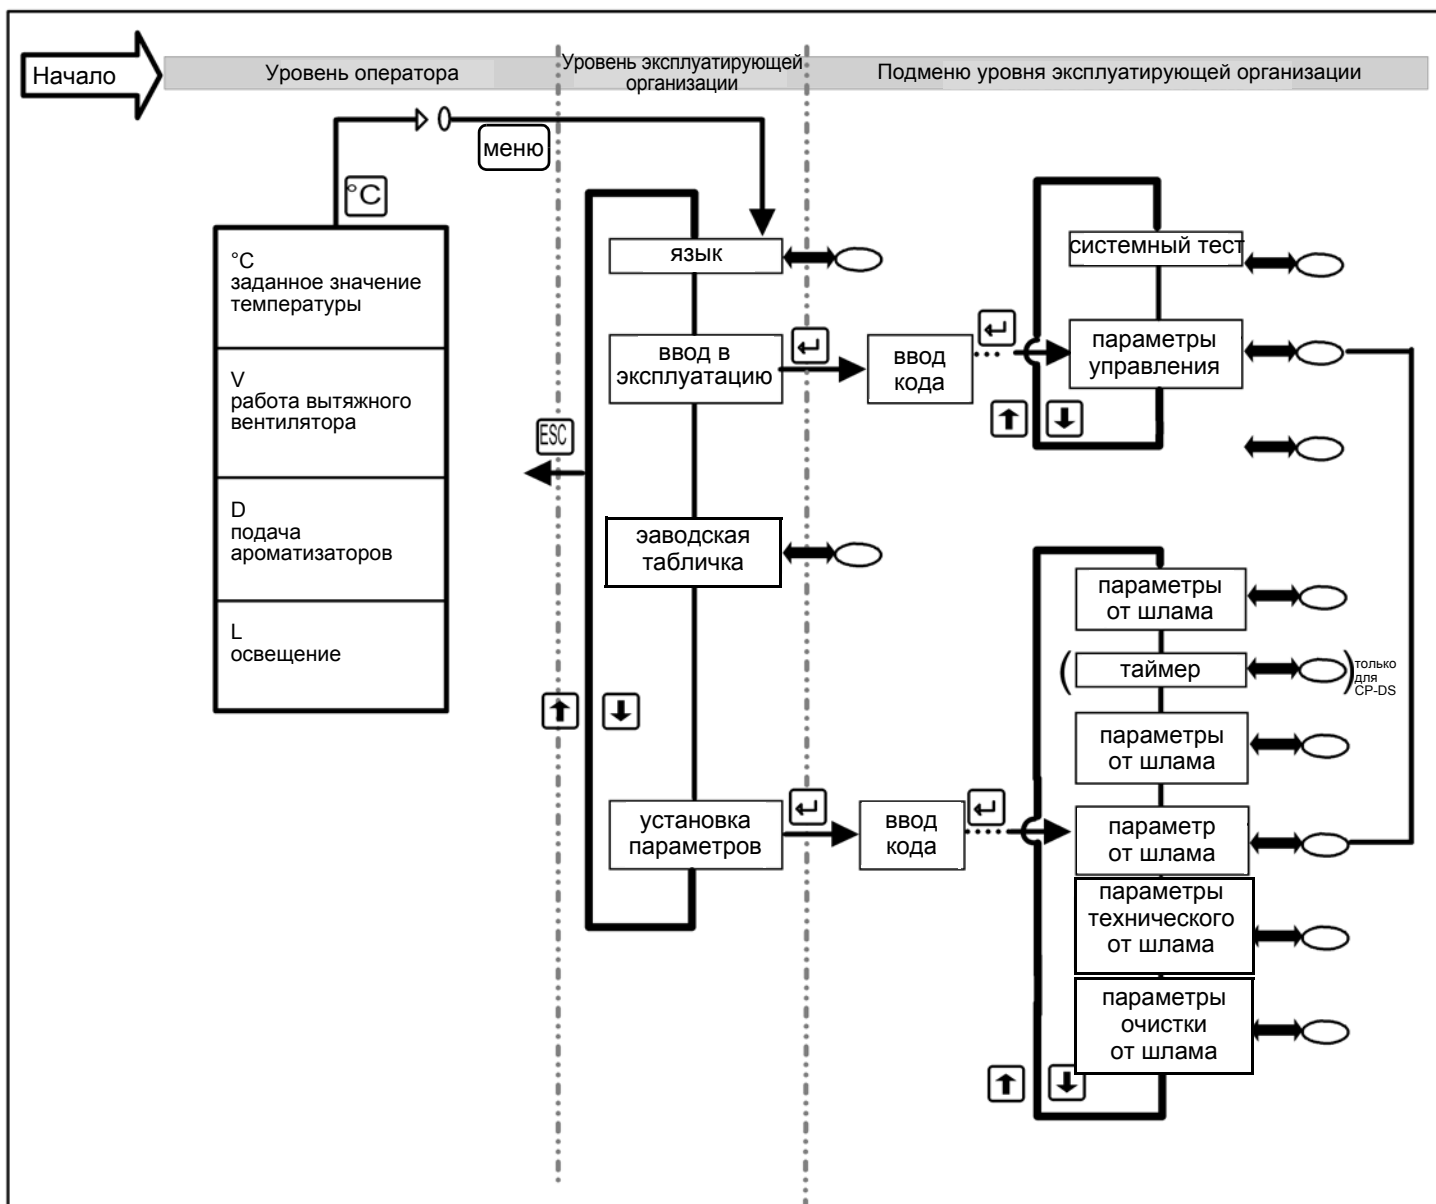 Начало
Уровень оператора
Уровень эксплуатирующей
организации
Подменю уровня эксплуатирующей организации
меню
°C
°C
заданное значение
температуры
V
работа вытяжного
вентилятора
D
подача
ароматизаторов
L
освещение
ESC
язык
ввод в
эксплуатацию
эаводская
табличка
установка
параметров
ввод
кода
ввод
кода
системный тест
параметры
управления
параметры
от шлама
( таймер )
только
для
CP-DS
параметры
от шлама
параметр
от шлама
параметры
технического
от шлама
параметры
очистки
от шлама